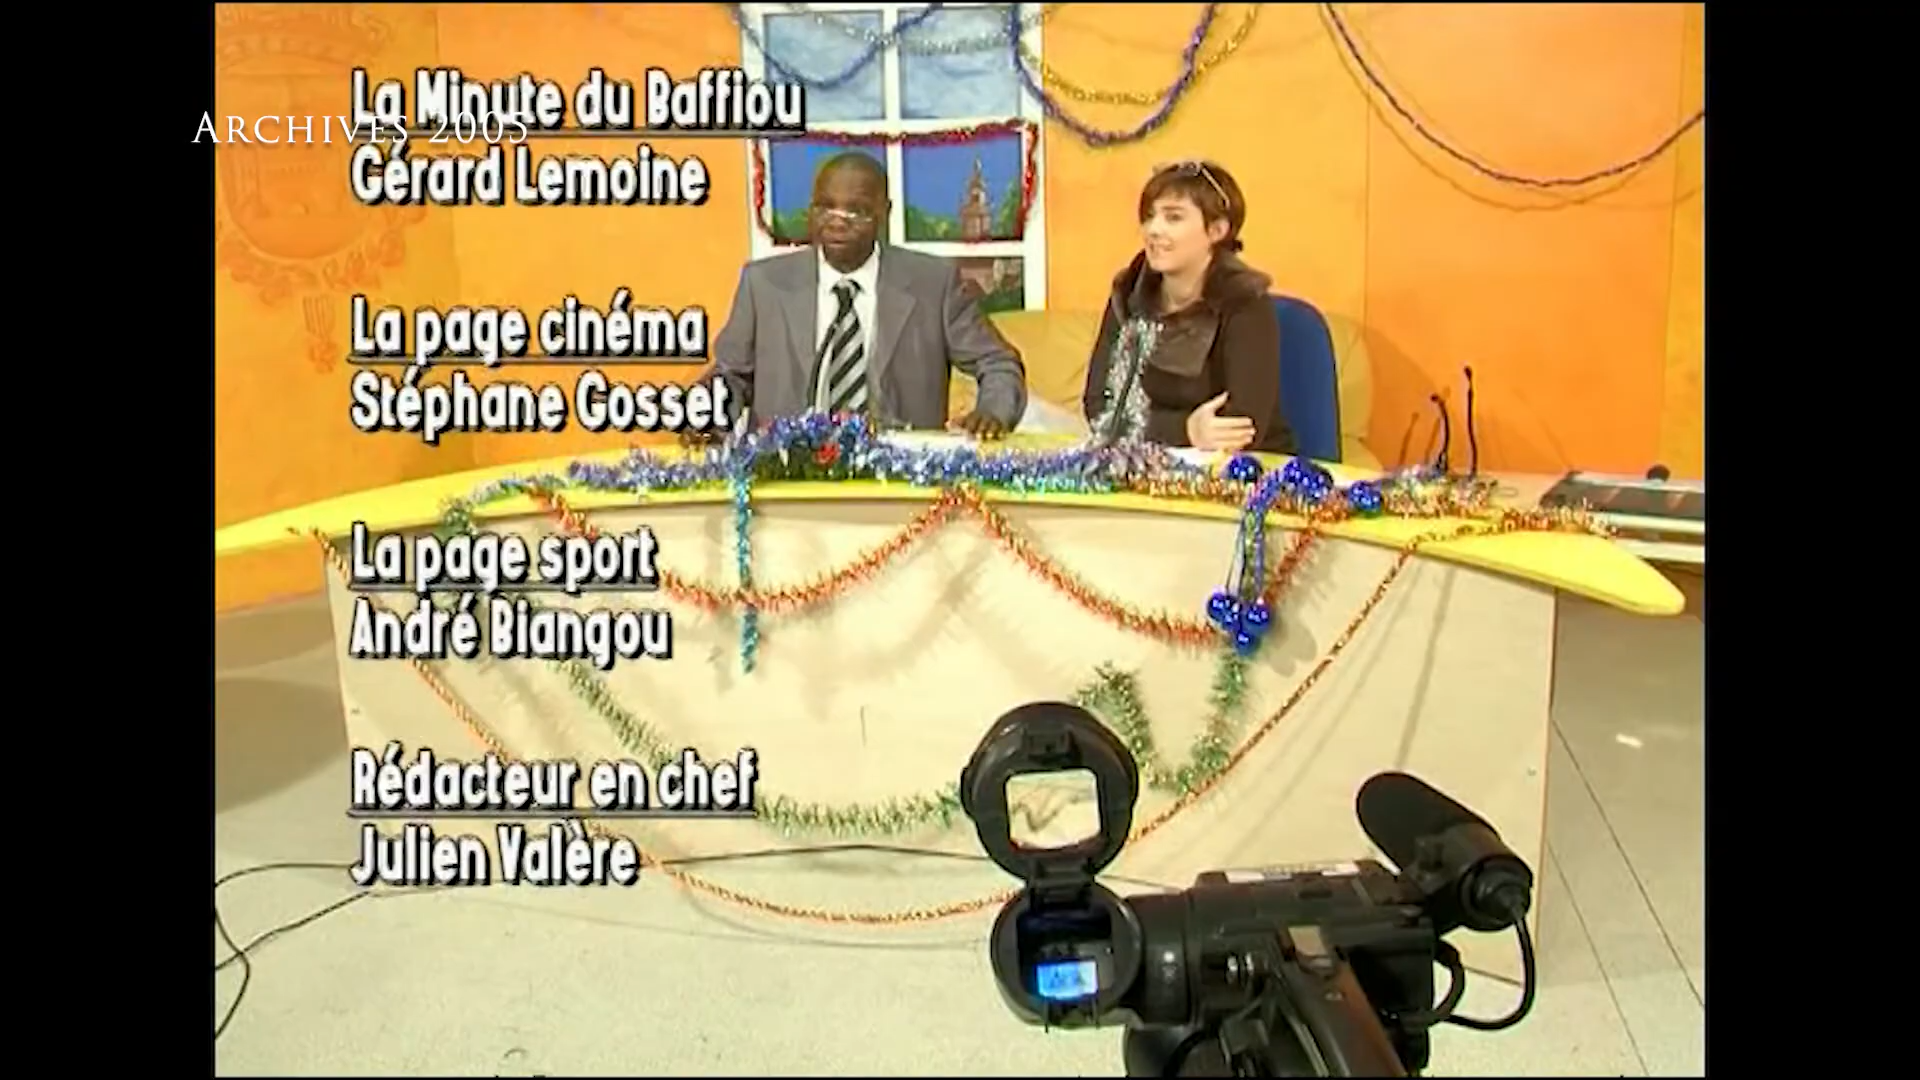 La Minute du Baffiou
Archives 2005
Gérard Lemoine
La page cinéma
Stéphane Gosset
La page sport
André Biangou
Rédacteur en chef
Julien Valère